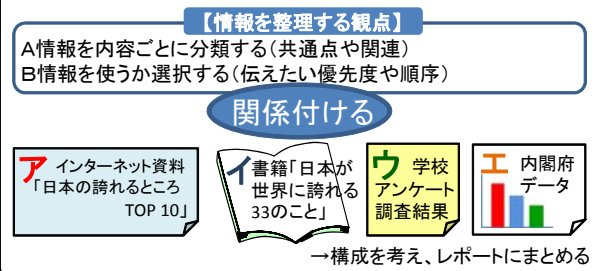 【情報を整理する観点】
A情報を内容ごとに分類する(共通点や関連)
B情報を使うか選択する(伝えたい優先度や順序)
関係付ける
ア インターネット資料
「日本の誇れるところ
TOP 10」
イ 書籍「日本が
世界に誇れる
33のこと」
ウ 学校
アンケート
調査結果
エ 内閣府
データ
→構成を考え、レポートにまとめる